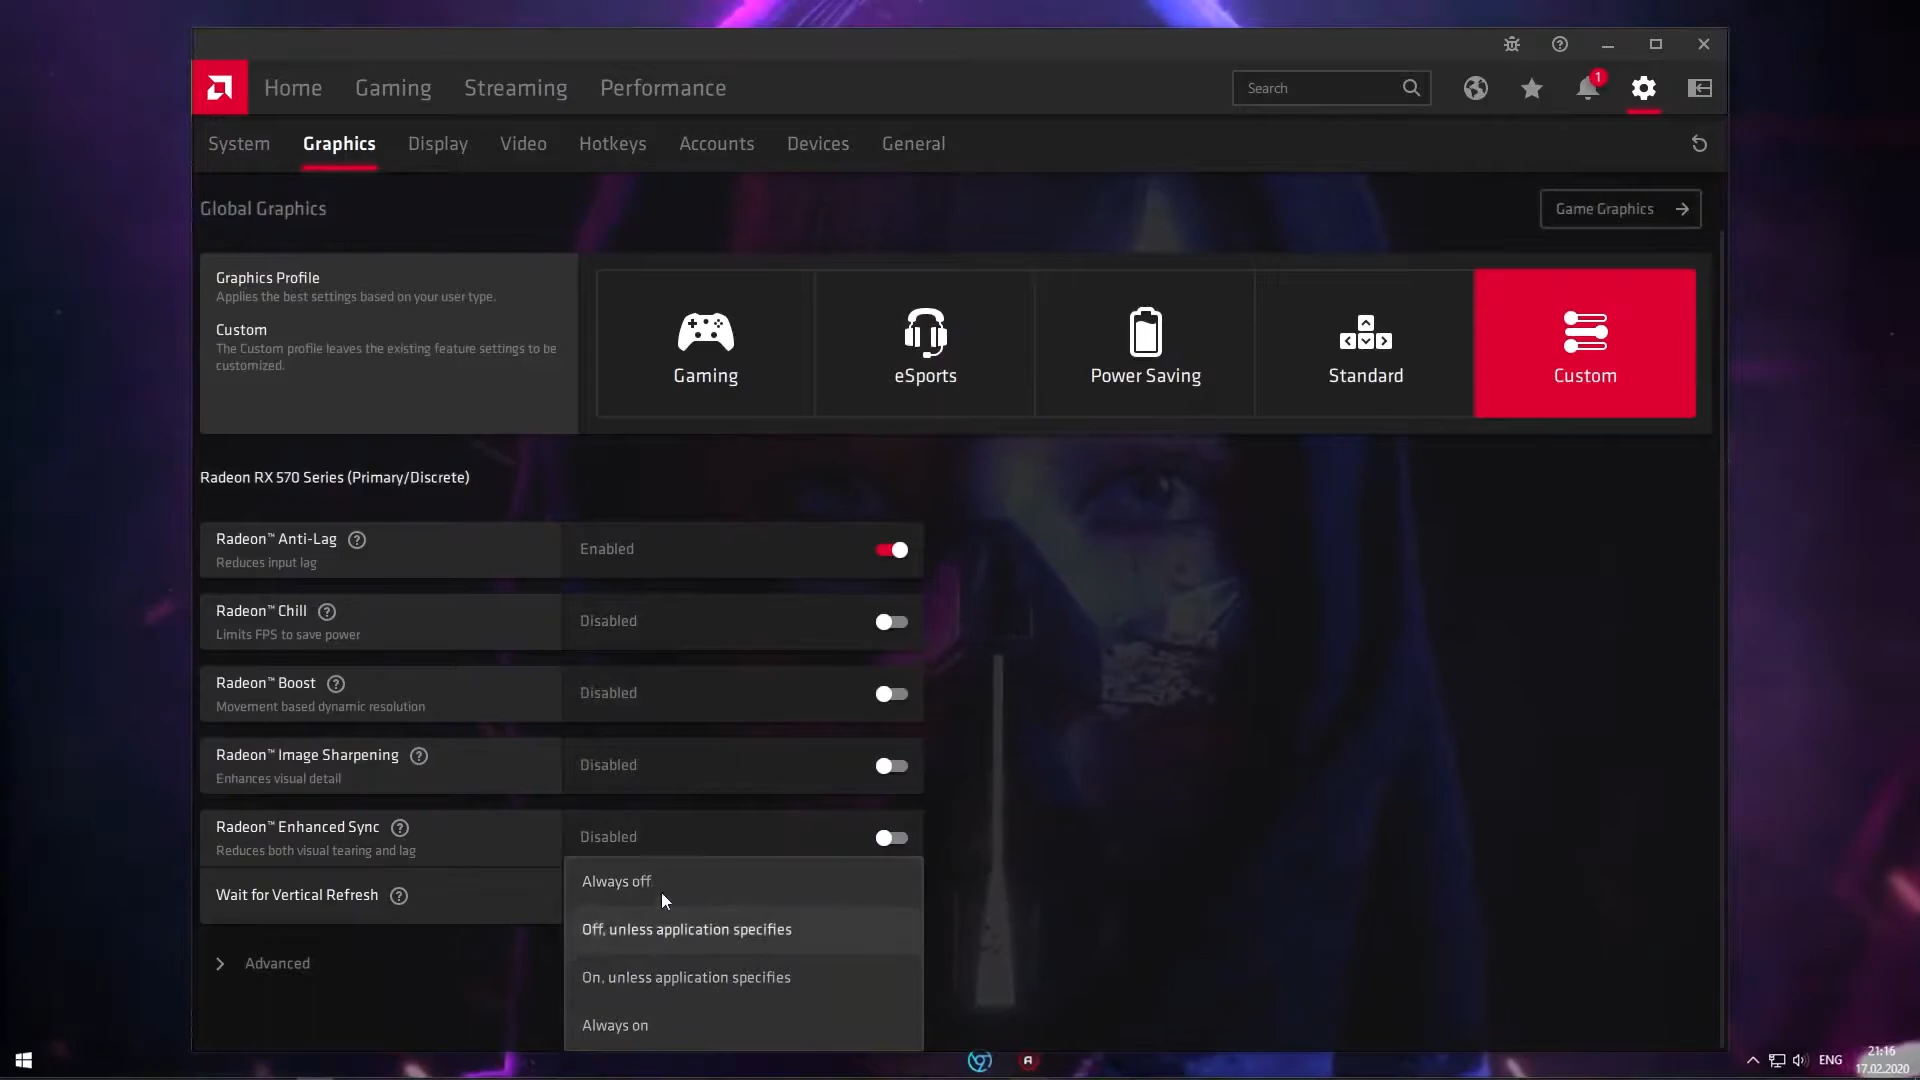 Home Gaming Streaming Performance Search 1
System Graphics Display Video Hotkeys Accounts Devices General
Global Graphics
Game Graphics
Graphics Profile
Applies the best settings based on your user type.
Custom
The Custom profile leaves the existing feature settings to be
customized.
Gaming
eSports
Power Saving
Standard
Custom
Radeon RX 570 Series (Primary/Discrete)
Radeon™ Anti-Lag
Reduces input lag
Enabled
Radeon™ Chill
Limits FPS to save power
Disabled
Radeon™ Boost
Movement based dynamic resolution
Disabled
Radeon™ Image Sharpening
Enhances visual detail
Disabled
Radeon™ Enhanced Sync
Reduces both visual tearing and lag
Disabled
Wait for Vertical Refresh
Always off
Off, unless application specifies
On, unless application specifies
Always on
Advanced
ENG
21:16
17.02.2020